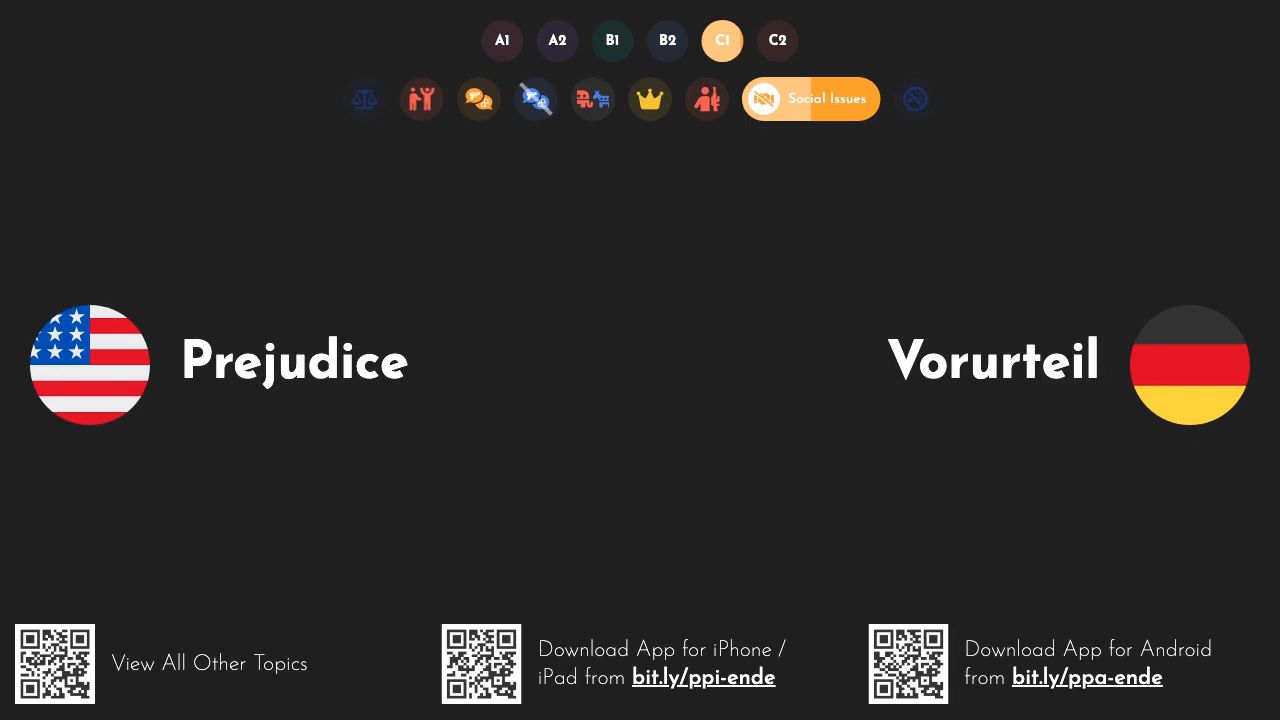 A1 A2 B1 B2 C1 C2
Social Issues
Prejudice
Vorurteil
View All Other Topics
Download App for iPhone /
iPad from bit.ly/ppi-ende
Download App for Android
from bit.ly/ppa-ende